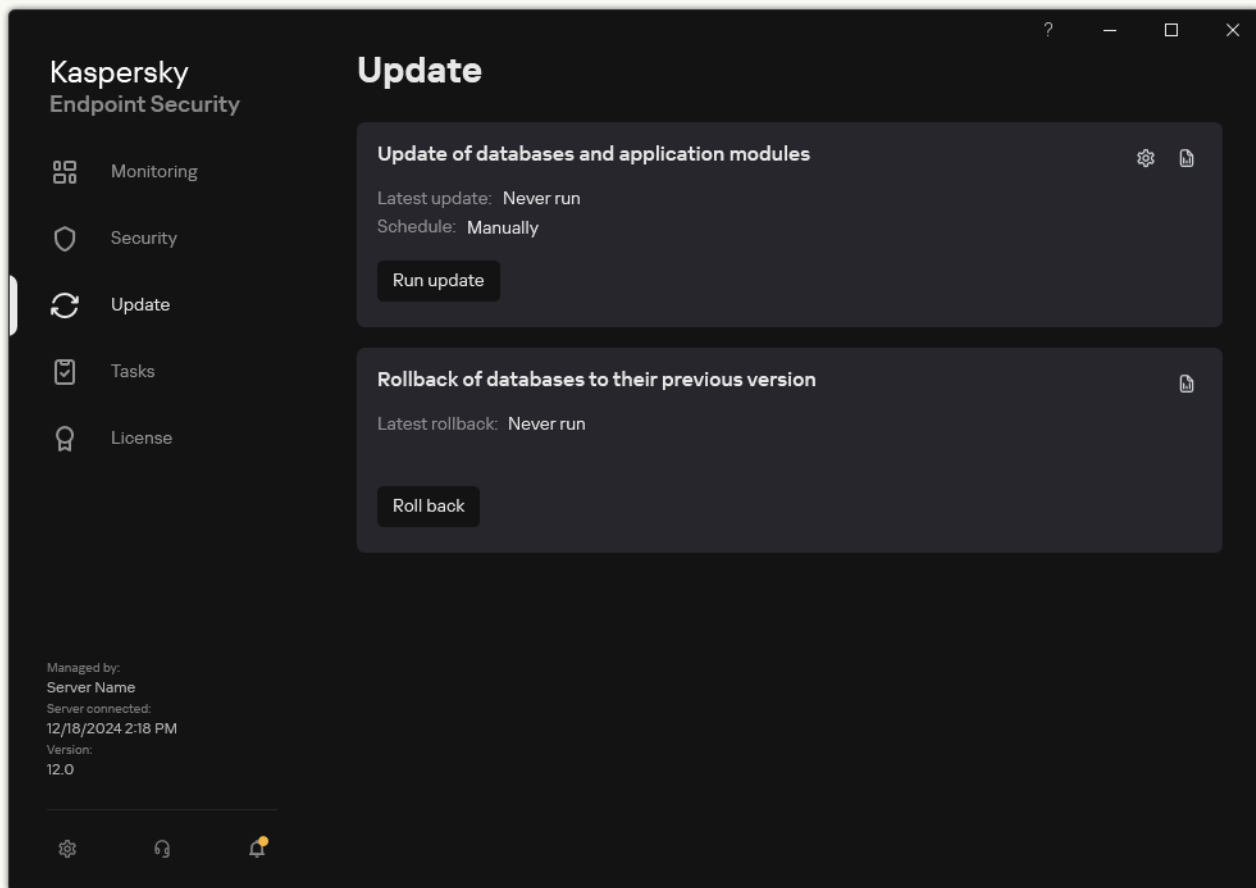 ?
Kaspersky
Endpoint Security
Monitoring
Security
Update
Tasks
License
Managed by:
Server Name
Server connected:
12/18/2024 2:18 PM
Version:
12.0
Update
Update of databases and application modules
Latest update: Never run
Schedule: Manually
Run update
Rollback of databases to their previous version
Latest rollback: Never run
Roll back